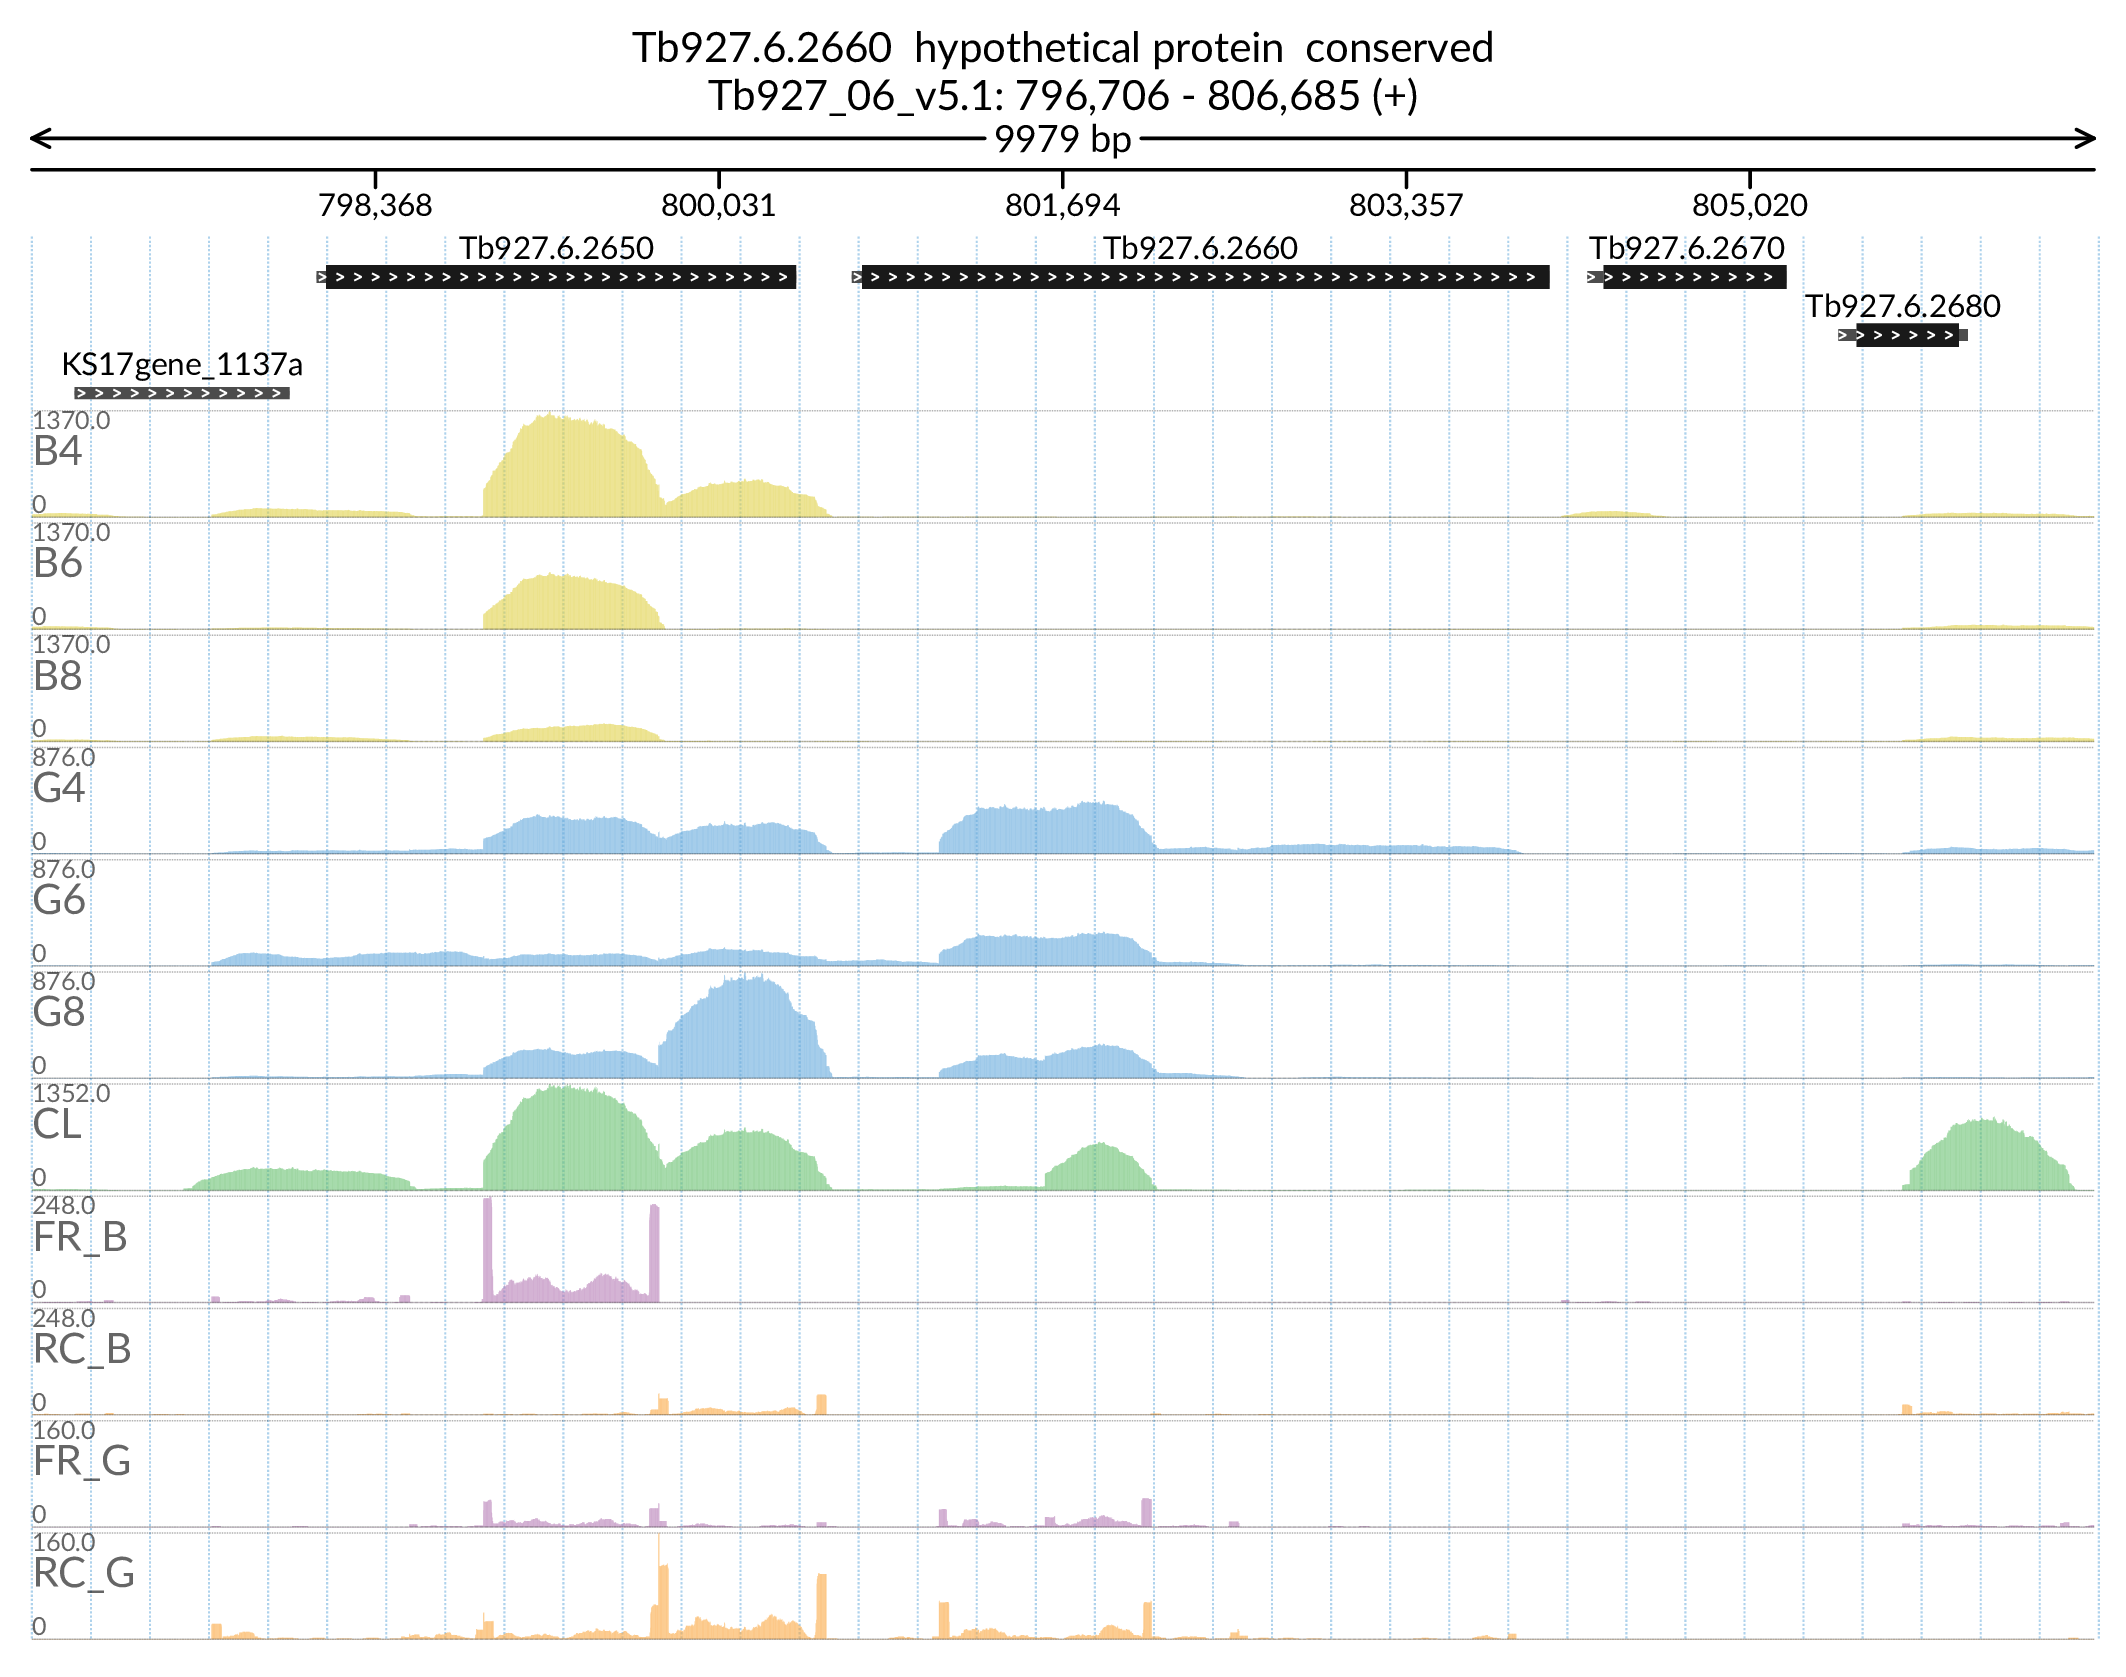 Tb927.6.2660 hypothetical protein conserved
Tb927_06_v5.1: 796,706 - 806,685 (+)
9979 bp
798,368 800,031 801,694 803,357 805,020
Tb927.6.2650 Tb927.6.2660 Tb927.6.2670
Tb927.6.2680
KS17gene_1137a
1370.0
B4
0
1370.0
B6
0
1370.0
B8
0
876.0
G4
0
876.0
G6
0
876.0
G8
0
1352.0
CL
0
248.0
FR_B
0
248.0
RC_B
0
160.0
FR_G
0
160.0
RC_G
0